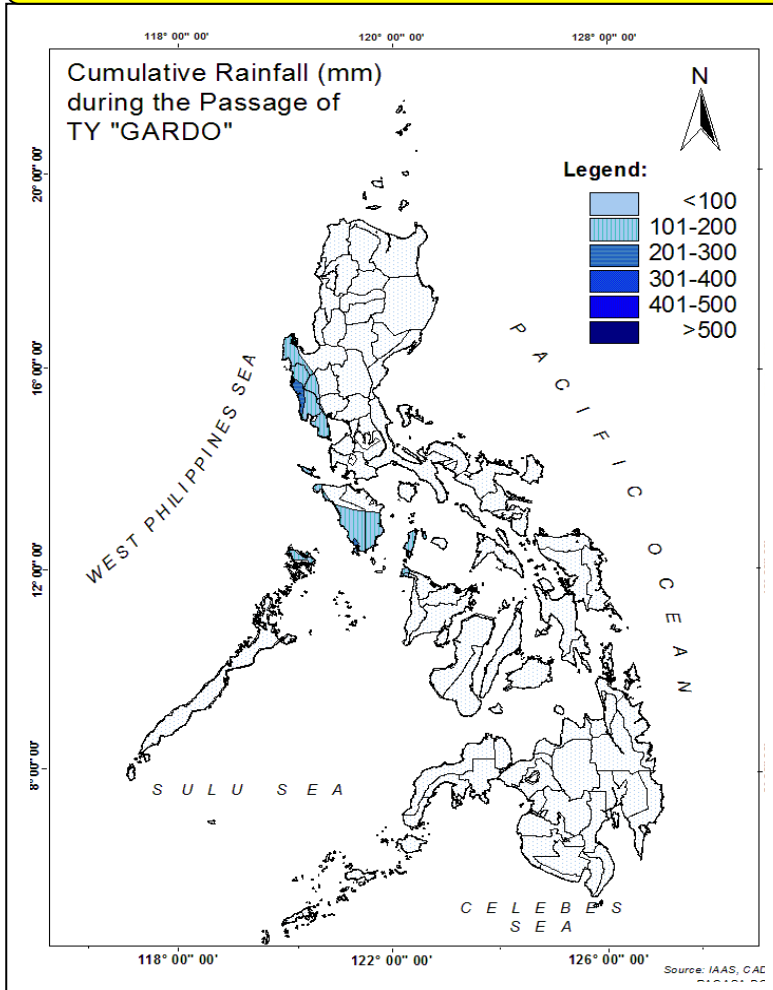 118° 00" 00' 120° 00" 00' 128° 00" 00'
Cumulative Rainfall (mm)
during the Passage of
TY "GARDO"
N
Legend:
<100
101-200
201-300
301-400
401-500
>500
20° 00" 00'
16° 00" 00'
12° 00" 00'
8° 00" 00'
WEST PHILIPPINES SEA
PACIFIC OCEAN
SULU SEA
CELEBES
SEA
118° 00" 00' 122° 00" 00' 126° 00" 00'
Source: IAAS, CAD